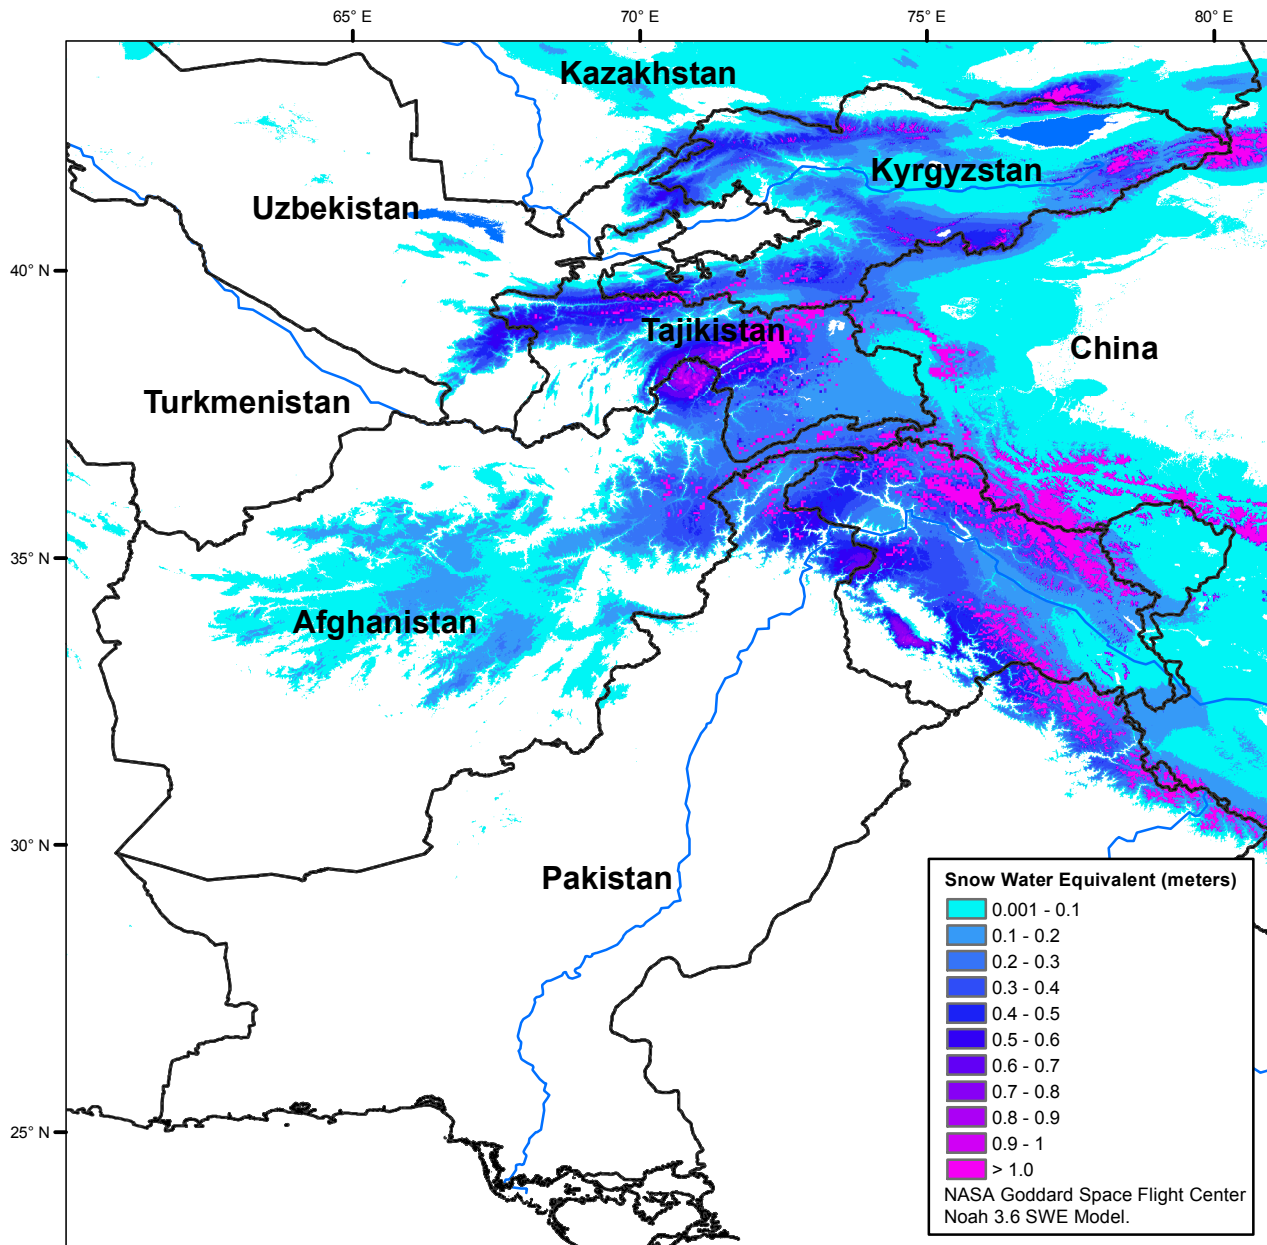 65° E
70° E
75° E
80° E
Kazakhstan
Kyrgyzstan
Uzbekistan
40° N
Tajikistan
China
Turkmenistan
35° N
Afghanistan
30° N
Pakistan
Snow Water Equivalent (meters)
0.001 - 0.1
0.1 - 0.2
0.2 - 0.3
0.3 - 0.4
0.4 - 0.5
0.5 - 0.6
0.6 - 0.7
0.7 - 0.8
0.8 - 0.9
0.9 - 1
> 1.0
25° N
NASA Goddard Space Flight Center
Noah 3.6 SWE Model.